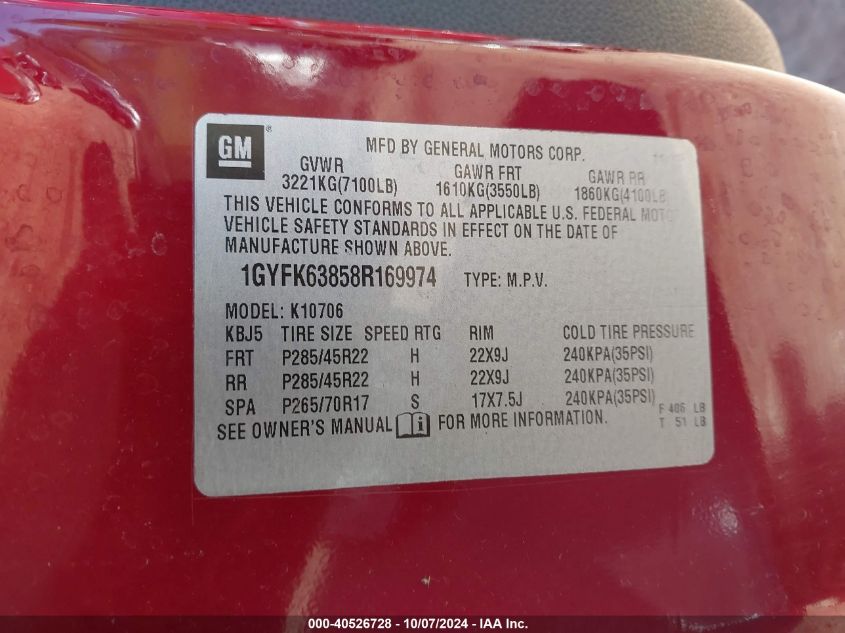 GM ®
MFD BY GENERAL MOTORS CORP.
GVWR GAWR FRT GAWR RR
3221KG(7100LB) 1610KG(3550LB) 1860KG(4100LB
THIS VEHICLE CONFORMS TO ALL APPLICABLE U.S. FEDERAL MOTO
VEHICLE SAFETY STANDARDS IN EFFECT ON THE DATE OF
MANUFACTURE SHOWN ABOVE.
1GYFK63858R169974 TYPE: M.P.V.
MODEL: K10706
KBJ5 TIRE SIZE SPEED RTG RIM COLD TIRE PRESSURE
FRT P285/45R22 H 22X9J 240KPA(35PSI)
RR P285/45R22 H 22X9J 240KPA(35PSI)
SPA P265/70R17 S 17X7.5J 240KPA(35PSI)
F 486 LB
T 51 LB
SEE OWNER'S MANUAL i FOR MORE INFORMATION.
000-40526728 - 10/07/2024 - IAA Inc.